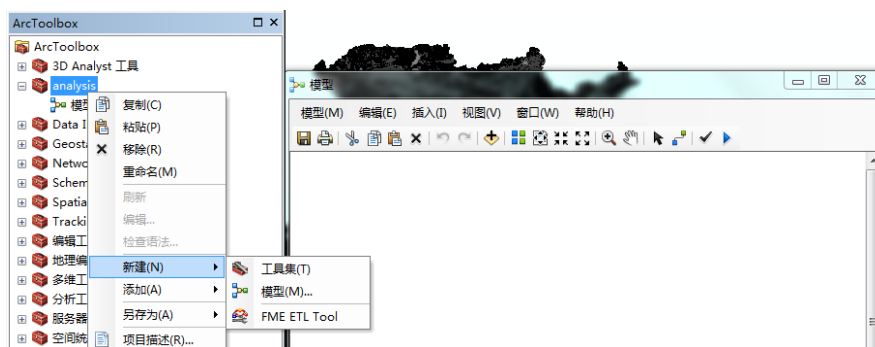 ArcToolbox
ArcToolbox
3D Analyst 工具
analysis
模型
Data I
Geost
Netwo
Schem
Spatia
Tracki
编辑工
地理编
多维工
分析工
服务器
空间统
复制(C)
粘贴(P)
移除(R)
重命名(M)
刷新
编辑...
检查语法...
新建(N)
添加(A)
另存为(A)
项目描述(R)...
工具集(T)
模型(M)...
FME ETL Tool
模型
模型(M) 编辑(E) 插入(I) 视图(V) 窗口(W) 帮助(H)